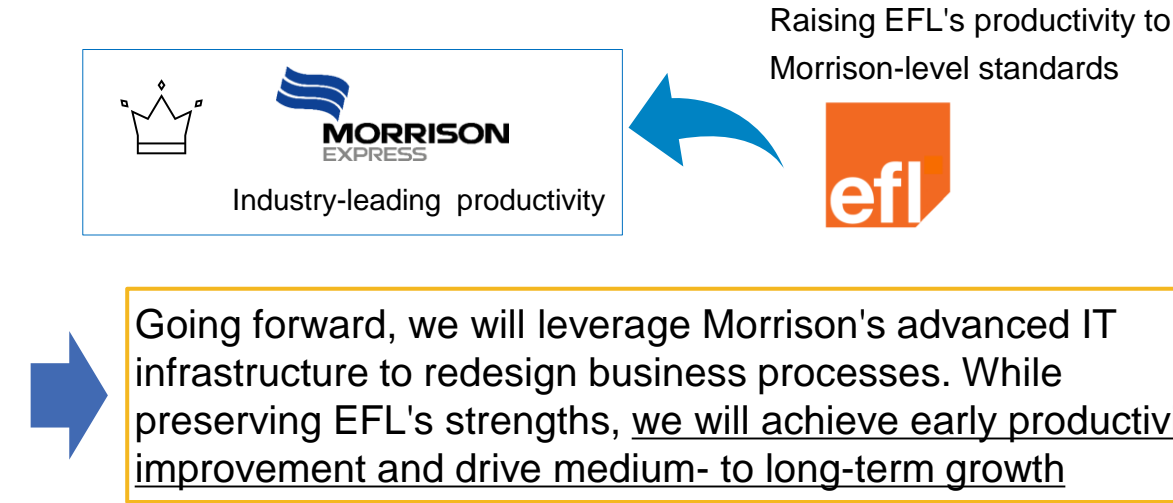 Raising EFL's productivity to
Morrison-level standards
MORRISON
EXPRESS
Industry-leading productivity
efl
Going forward, we will leverage Morrison's advanced IT
infrastructure to redesign business processes. While
preserving EFL's strengths, we will achieve early productiv
improvement and drive medium- to long-term growth